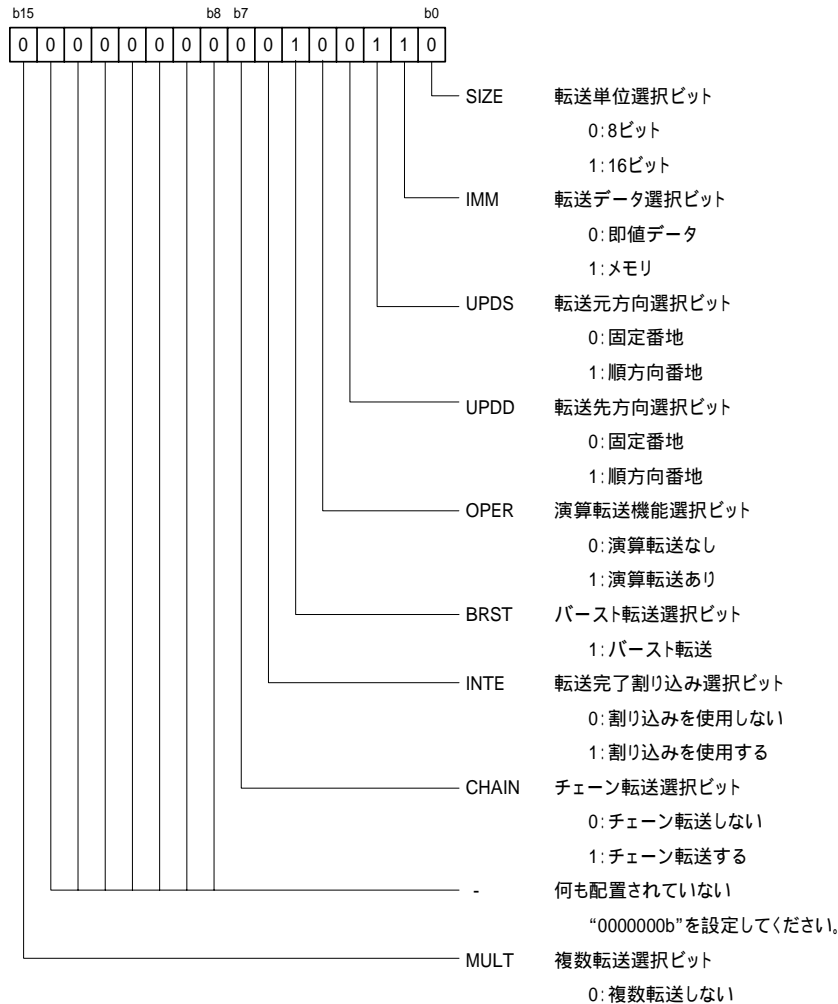 b15 b8 b7 b0
0 0 0 0 0 0 0 0 0 0 1 0 0 1 1 0
SIZE 転送単位選択ビット
0:8ビット
1:16ビット
IMM 転送データ選択ビット
0:即値データ
1:メモリ
UPDS 転送元方向選択ビット
0:固定番地
1:順方向番地
UPDD 転送先方向選択ビット
0:固定番地
1:順方向番地
OPER 演算転送機能選択ビット
0:演算転送なし
1:演算転送あり
BRST バースト転送選択ビット
1:バースト転送
INTE 転送完了割り込み選択ビット
0:割り込みを使用しない
1:割り込みを使用する
CHAIN チェーン転送選択ビット
0:チェーン転送しない
1:チェーン転送する
- 何も配置されていない
“0000000b”を設定してください。
MULT 複数転送選択ビット
0:複数転送しない